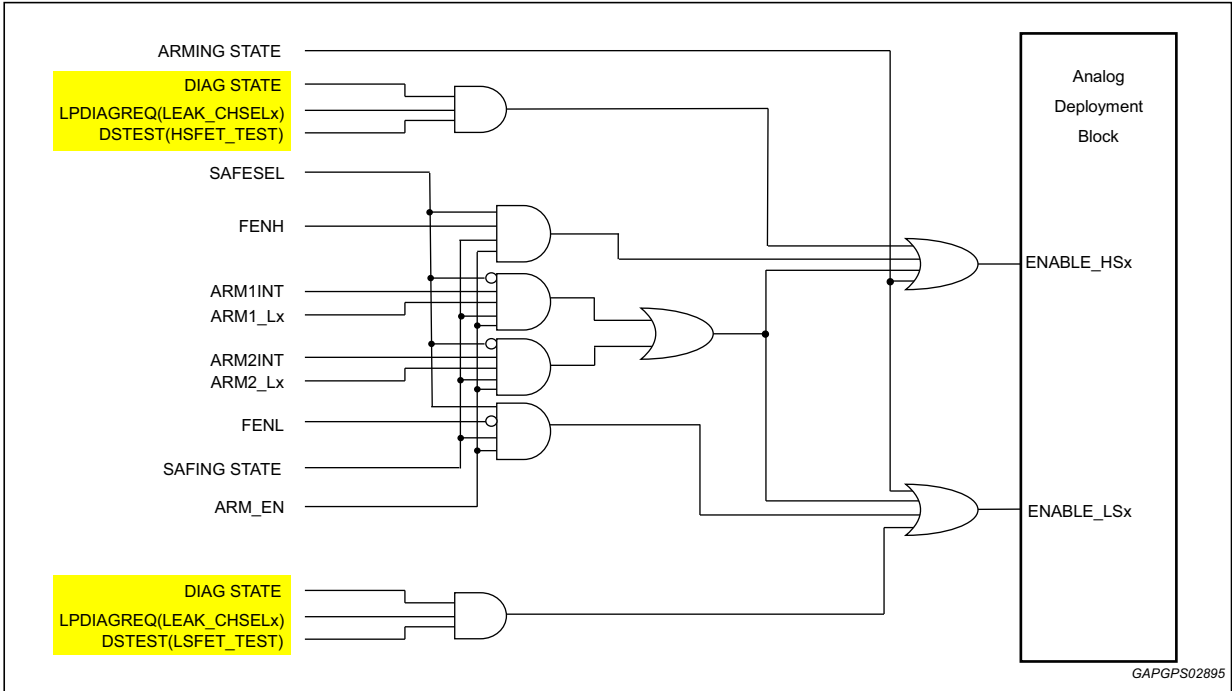 ARMING STATE
DIAG STATE
LPDIAGREQ(LEAK_CHSELx)
DSTEST(HSFET_TEST)
SAFESEL
FENH
ARM1INT
ARM1_Lx
ARM2INT
ARM2_Lx
FENL
SAFING STATE
ARM_EN
DIAG STATE
LPDIAGREQ(LEAK_CHSELx)
DSTEST(LSFET_TEST)
Analog
Deployment
Block
ENABLE_HSx
ENABLE_LSx
GAPGPS02895